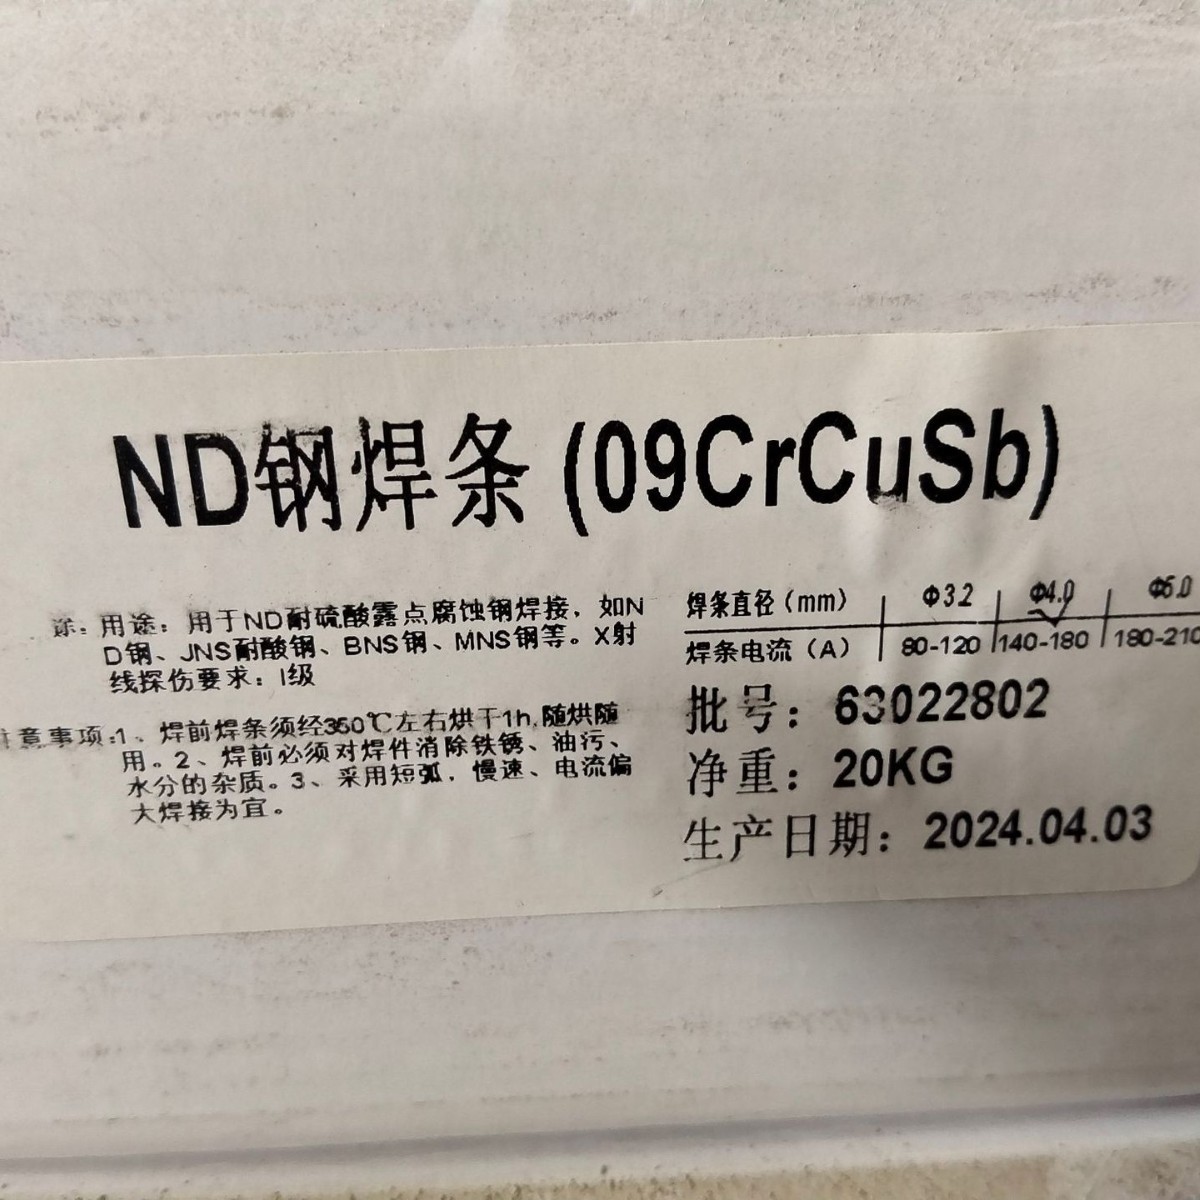 ND钢焊条(09CrCuSb)
途：用途：用于ND耐硫酸露点腐蚀钢焊接，如N
D钢、JNS耐酸钢、BNS钢、MNS钢等。X射
线探伤要求：I级
注意事项:1、焊前焊条须经350℃左右烘干1h,随烘随
用。2、焊前必须对焊件消除铁锈、油污、
水分的杂质。3、采用短弧，慢速、电流偏
大焊接为宜。
焊条直径(mm) Φ3.2 Φ4.0 Φ5.0
焊条电流(A) 80-120 140-180 180-210
批号：63022802
净重：20KG
生产日期：2024.04.03